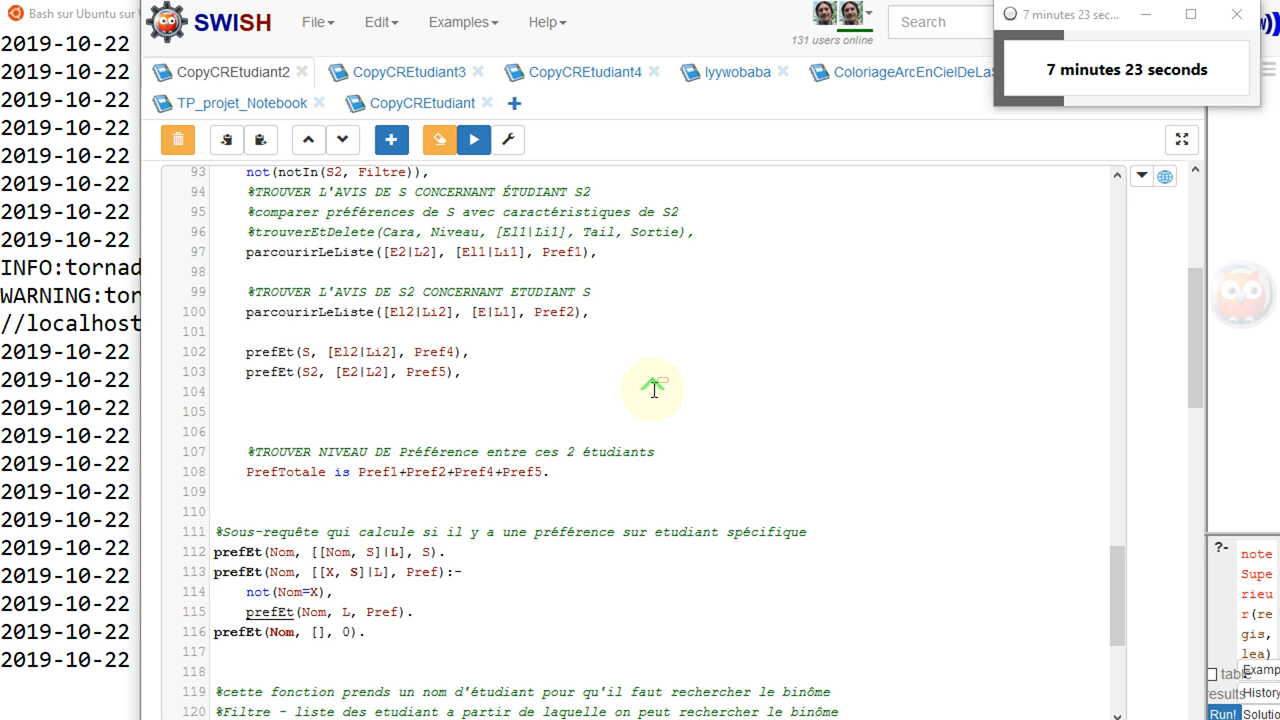 Bash sur Ubuntu sur
2019-10-22
2019-10-22
2019-10-22
2019-10-22
2019-10-22
2019-10-22
2019-10-22
2019-10-22
INFO:tornad
WARNING:tor
//localhost
2019-10-22
2019-10-22
2019-10-22
2019-10-22
2019-10-22
2019-10-22
2019-10-22
2019-10-22
2019-10-22
2019-10-22
2019-10-22
2019-10-22
SWISH
File Edit Examples Help
131 users online
Search
7 minutes 23 sec...
7 minutes 23 seconds
CopyCREtudiant2 CopyCREtudiant3 CopyCREtudiant4 lyywobaba ColoriageArcEnCielDeLaS
TP_projet_Notebook CopyCREtudiant
93 not(notIn(S2, Filtre)),
94 %TROUVER L'AVIS DE S CONCERNANT ÉTUDIANT S2
95 %comparer préférences de S avec caractéristiques de S2
96 %trouverEtDelete(Cara, Niveau, [El1|Li1], Tail, Sortie),
97 parcourirLeListe([E2|L2], [El1|Li1], Pref1),
98
99 %TROUVER L'AVIS DE S2 CONCERNANT ETUDIANT S
100 parcourirLeListe([El2|Li2], [E|L1], Pref2),
101
102 prefEt(S, [El2|Li2], Pref4),
103 prefEt(S2, [E2|L2], Pref5),
104
105
106
107 %TROUVER NIVEAU DE Préférence entre ces 2 étudiants
108 PrefTotale is Pref1+Pref2+Pref4+Pref5.
109
110
111 %Sous-requête qui calcule si il y a une préférence sur etudiant spécifique
112 prefEt(Nom, [[Nom, S]|L], S).
113 prefEt(Nom, [[X, S]|L], Pref):-
114 not(Nom=X),
115 prefEt(Nom, L, Pref).
116 prefEt(Nom, [], 0).
117
118
119 %cette fonction prends un nom d'étudiant pour qu'il faut rechercher le binôme
120 %Filtre - liste des etudiant a partir de laquelle on peut rechercher le binôme
?-
note
Supe
rieu
r(re
gis,
lea)
Examp
History
Solutio
table
results
Run!